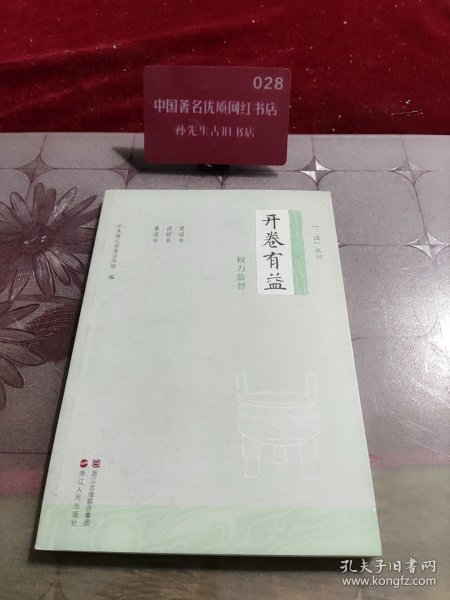 028
中国著名优质网红书店
孙先生古旧书店
「一读」丛书
开卷有益
权力监督
爱读书
读好书
善读书
中共浙江省委宣传部 编
浙江出版联合集团
浙江人民出版社
孔夫子旧书网
www.kongfz.com